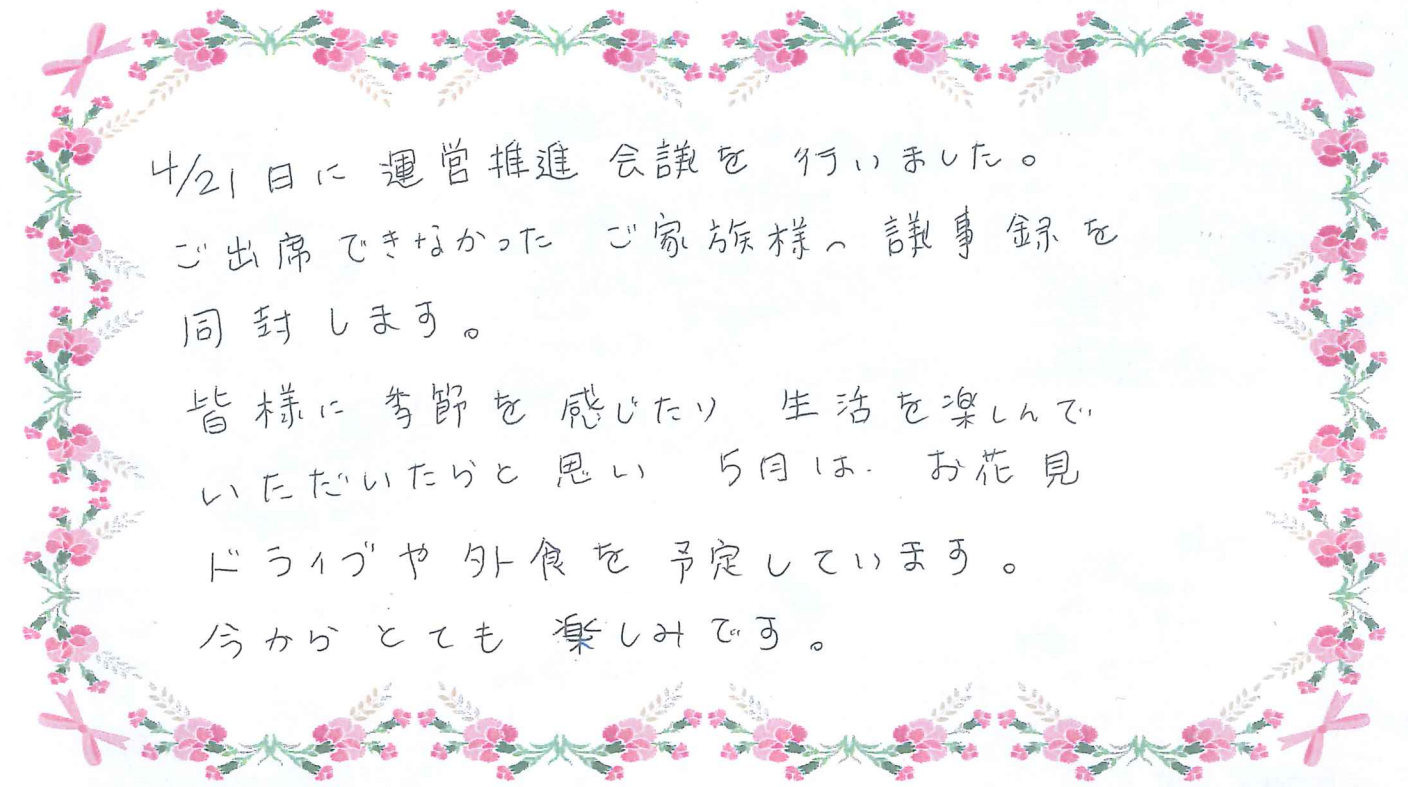 4/21日に運営推進会議を行いました。
ご出席できなかったご家族様へ議事録を
同封します。
皆様に季節を感じたり 生活を楽しんで
いただいたらと思い 5月は、お花見
ドライブや外食を予定しています。
今からとても楽しみです。